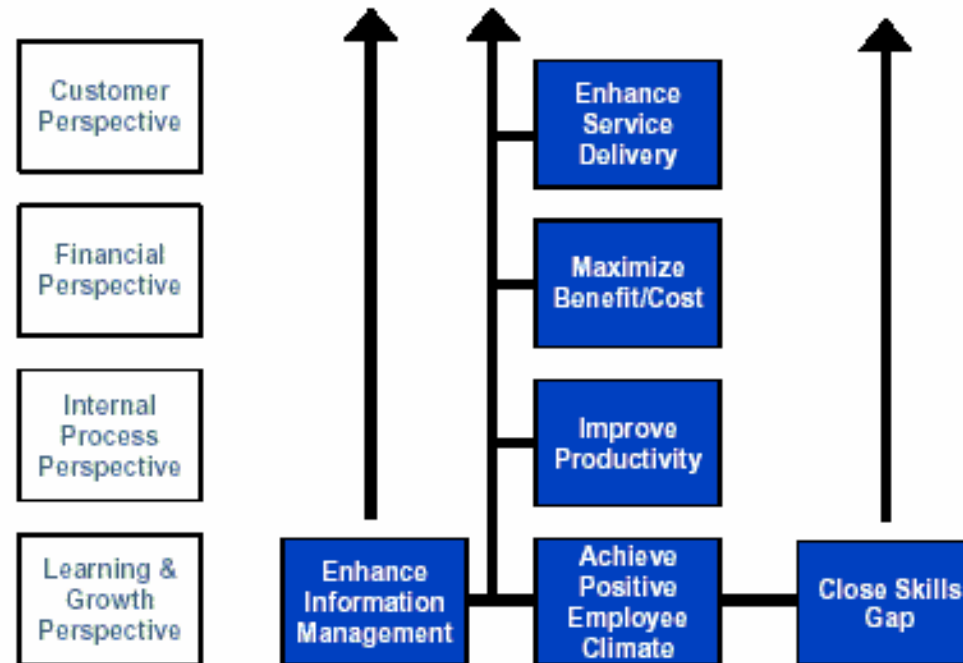 Customer
Perspective
Enhance
Service
Delivery
Financial
Perspective
Maximize
Benefit/Cost
Internal
Process
Perspective
Improve
Productivity
Learning &
Growth
Perspective
Enhance
Information
Management
Achieve
Positive
Employee
Climate
Close Skills
Gap